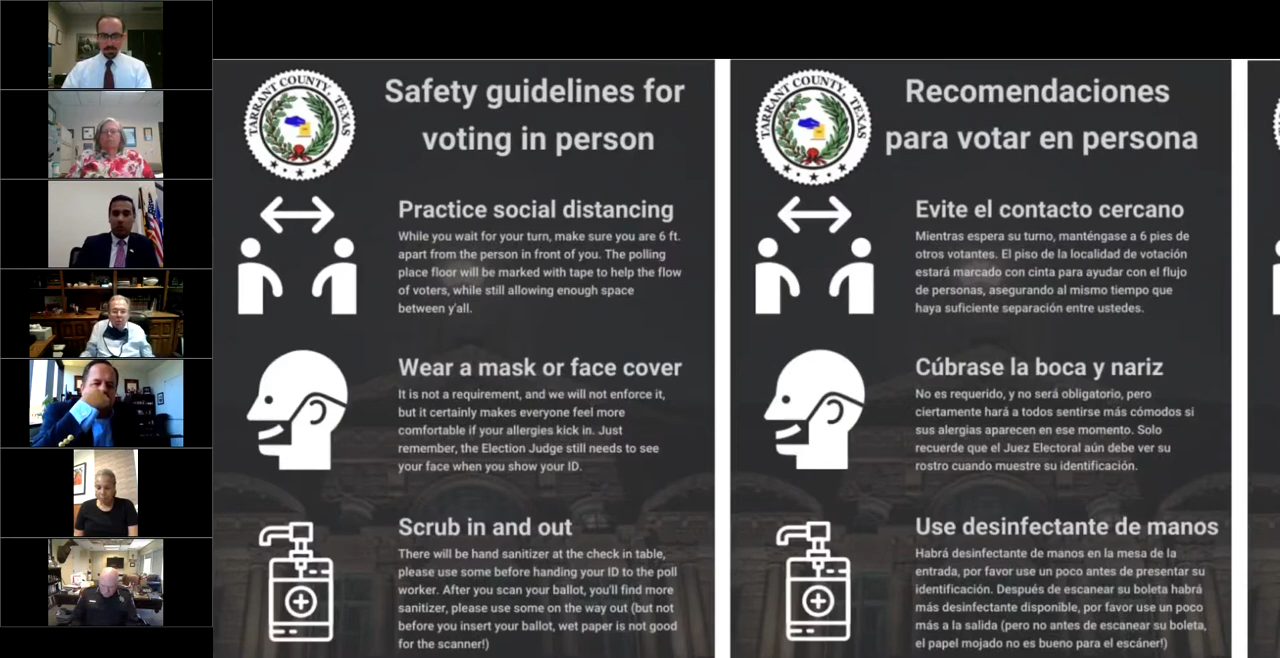 TARRANT COUNTY, TEXAS
Safety guidelines for
voting in person
Practice social distancing
While you wait for your turn, make sure you are 6 ft.
apart from the person in front of you. The polling
place floor will be marked with tape to help the flow
of voters, while still allowing enough space
between y'all.
Wear a mask or face cover
It is not a requirement, and we will not enforce it,
but it certainly makes everyone feel more
comfortable if your allergies kick in. Just
remember, the Election Judge still needs to see
your face when you show your ID.
Scrub in and out
There will be hand sanitizer at the check in table,
please use some before handing your ID to the poll
worker. After you scan your ballot, you'll find more
sanitizer, please use some on the way out (but not
before you insert your ballot, wet paper is not good
for the scanner!)
TARRANT COUNTY, TEXAS
Recomendaciones
para votar en persona
Evite el contacto cercano
Mientras espera su turno, manténgase a 6 pies de
otros votantes. El piso de la localidad de votación
estará marcado con cinta para ayudar con el flujo
de personas, asegurando al mismo tiempo que
haya suficiente separación entre ustedes.
Cúbrase la boca y nariz
No es requerido, y no será obligatorio, pero
ciertamente hará a todos sentirse más cómodos si
sus alergias aparecen en ese momento. Solo
recuerde que el Juez Electoral aún debe ver su
rostro cuando muestre su identificación.
Use desinfectante de manos
Habrá desinfectante de manos en la mesa de la
entrada, por favor use un poco antes de presentar su
identificación. Después de escanear su boleta habrá
más desinfectante disponible, por favor use un poco
más a la salida (pero no antes de escanear su boleta,
el papel mojado no es bueno para el escáner!)